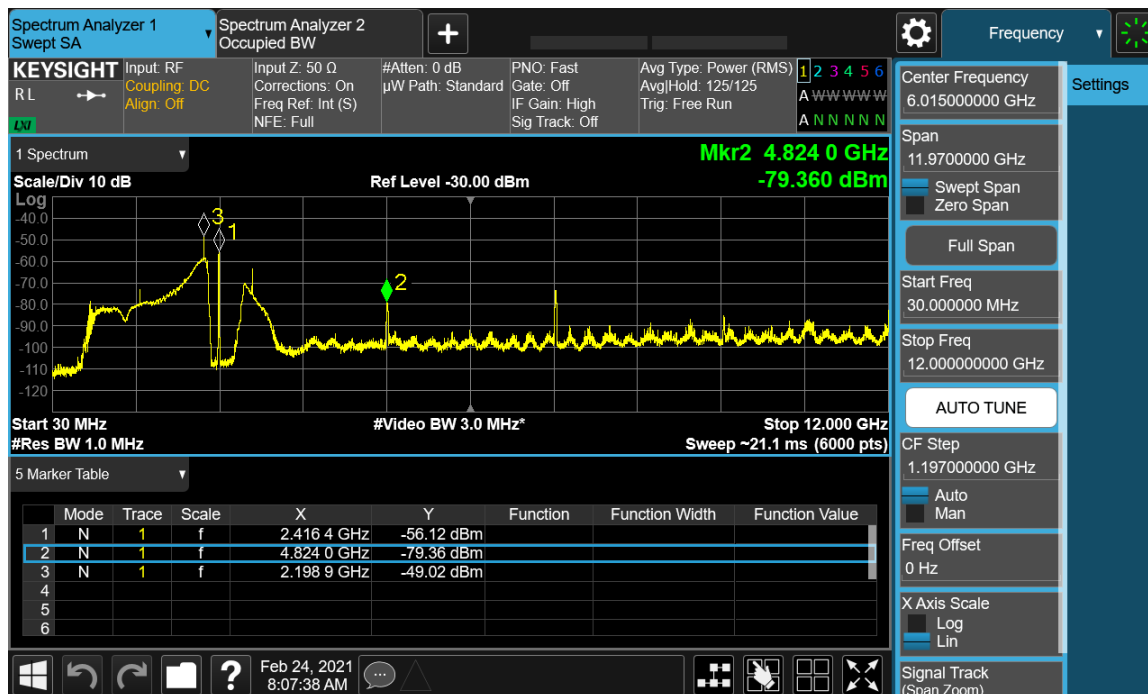 Spectrum Analyzer 1
Swept SA
Spectrum Analyzer 2
Occupied BW
Frequency
KEYSIGHT
R L
LXI
Input: RF
Coupling: DC
Align: Off
Input Z: 50 Ω
Corrections: On
Freq Ref: Int (S)
NFE: Full
#Atten: 0 dB
µW Path: Standard
PNO: Fast
Gate: Off
IF Gain: High
Sig Track: Off
Avg Type: Power (RMS)
Avg|Hold: 125/125
Trig: Free Run
1 2 3 4 5 6
A W W W W W
A N N N N N
1 Spectrum
Scale/Div 10 dB
Log
Ref Level -30.00 dBm
Mkr2 4.824 0 GHz
-79.360 dBm
-40.0
-50.0
-60.0
-70.0
-80.0
-90.0
-100
-110
-120
3
1
2
Start 30 MHz
#Res BW 1.0 MHz
#Video BW 3.0 MHz*
Stop 12.000 GHz
Sweep ~21.1 ms (6000 pts)
5 Marker Table
Mode Trace Scale X Y Function Function Width Function Value
1 N 1 f 2.416 4 GHz -56.12 dBm
2 N 1 f 4.824 0 GHz -79.36 dBm
3 N 1 f 2.198 9 GHz -49.02 dBm
4
5
6
?
Feb 24, 2021
8:07:38 AM
Center Frequency
6.015000000 GHz
Span
11.9700000 GHz
Swept Span
Zero Span
Full Span
Start Freq
30.000000 MHz
Stop Freq
12.000000000 GHz
AUTO TUNE
CF Step
1.197000000 GHz
Auto
Man
Freq Offset
0 Hz
X Axis Scale
Log
Lin
Signal Track
(Span Zoom)
Settings